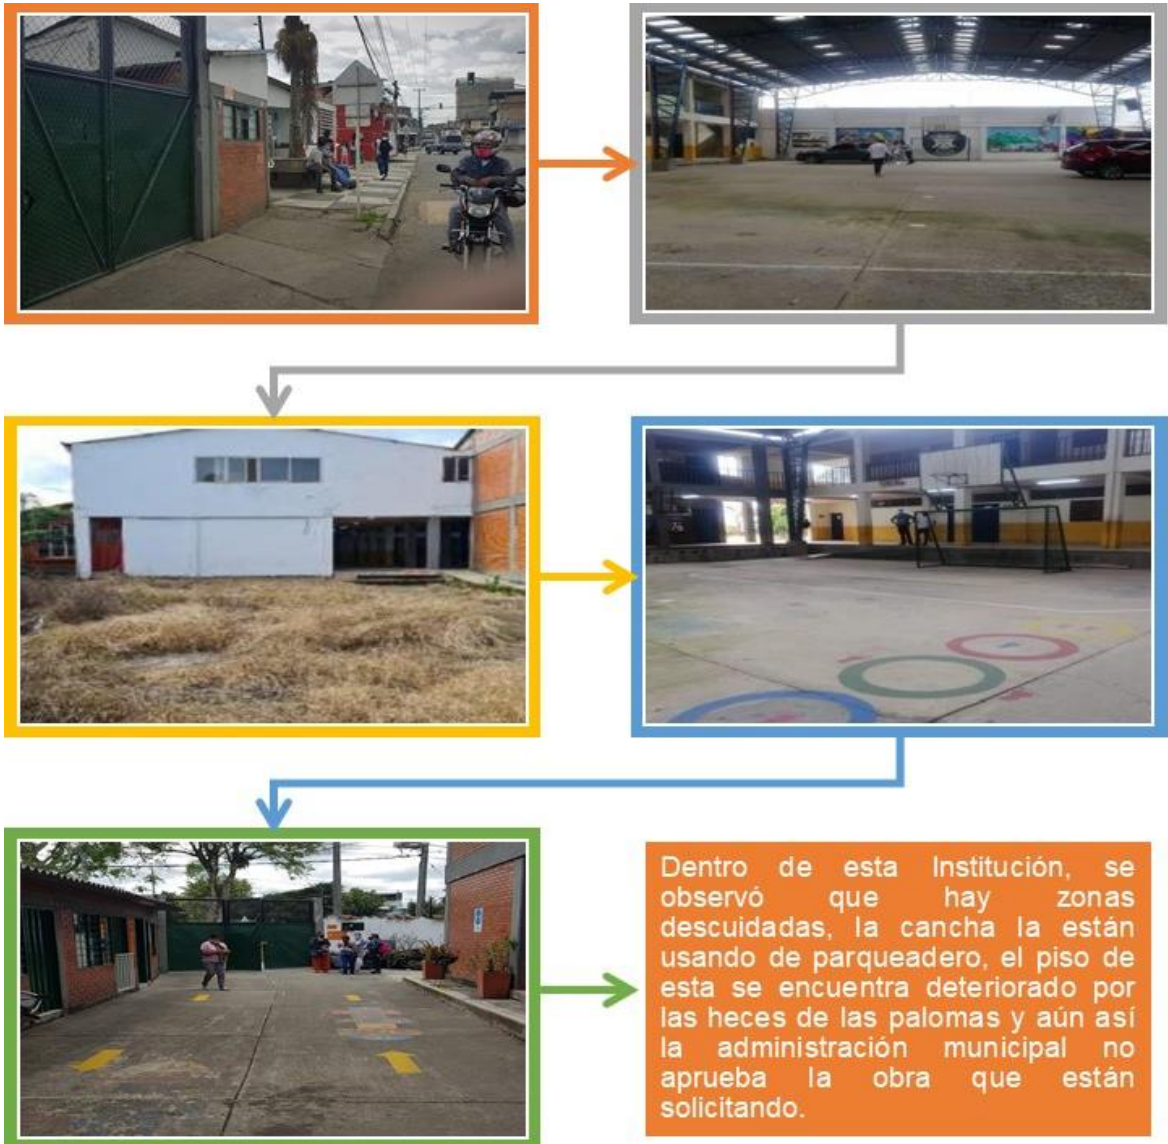 Dentro de esta Institución, se
observó que hay zonas
descuidadas, la cancha la están
usando de parqueadero, el piso de
esta se encuentra deteriorado por
las heces de las palomas y aún así
la administración municipal no
aprueba la obra que están
solicitando.